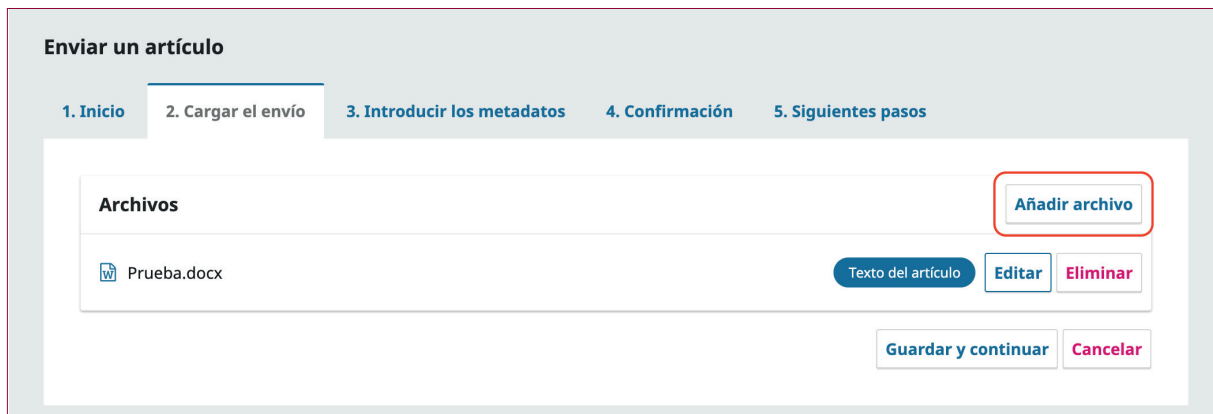 Enviar un artículo
1. Inicio 2. Cargar el envío 3. Introducir los metadatos 4. Confirmación 5. Siguientes pasos
Archivos Añadir archivo
Prueba.docx Texto del artículo Editar Eliminar
Guardar y continuar Cancelar